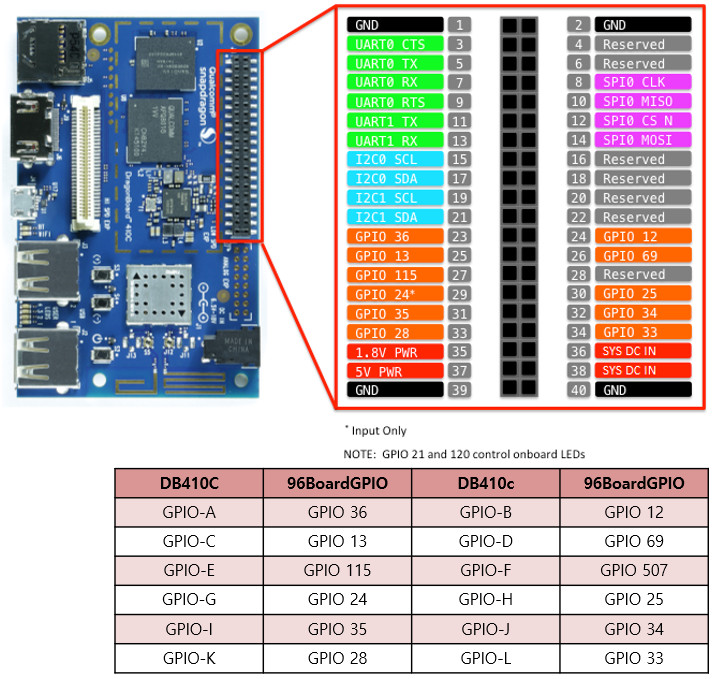 Qualcomm
snapdragon
DragonBoard 410C
MADE IN
CHINA
GND 1 2 GND
UART0 CTS 3 4 Reserved
UART0 TX 5 6 Reserved
UART0 RX 7 8 SPI0 CLK
UART0 RTS 9 10 SPI0 MISO
UART1 TX 11 12 SPI0 CS N
UART1 RX 13 14 SPI0 MOSI
I2C0 SCL 15 16 Reserved
I2C0 SDA 17 18 Reserved
I2C1 SCL 19 20 Reserved
I2C1 SDA 21 22 Reserved
GPIO 36 23 24 GPIO 12
GPIO 13 25 26 GPIO 69
GPIO 115 27 28 Reserved
GPIO 24* 29 30 GPIO 25
GPIO 35 31 32 GPIO 34
GPIO 28 33 34 GPIO 33
1.8V PWR 35 36 SYS DC IN
5V PWR 37 38 SYS DC IN
GND 39 40 GND
* Input Only
NOTE: GPIO 21 and 120 control onboard LEDs
DB410C 96BoardGPIO DB410c 96BoardGPIO
GPIO-A GPIO 36 GPIO-B GPIO 12
GPIO-C GPIO 13 GPIO-D GPIO 69
GPIO-E GPIO 115 GPIO-F GPIO 507
GPIO-G GPIO 24 GPIO-H GPIO 25
GPIO-I GPIO 35 GPIO-J GPIO 34
GPIO-K GPIO 28 GPIO-L GPIO 33